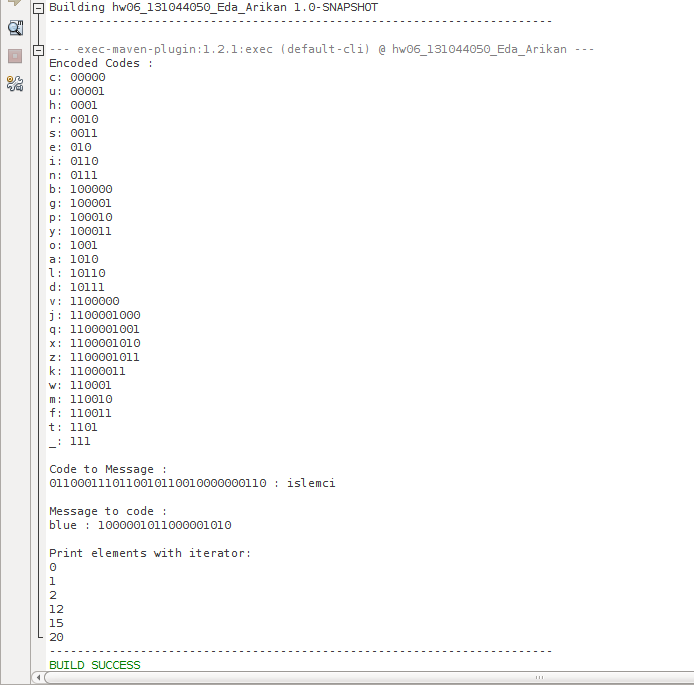 Building hw06_131044050_Eda_Arikan 1.0-SNAPSHOT
------------------------------------------------------------------------
--- exec-maven-plugin:1.2.1:exec (default-cli) @ hw06_131044050_Eda_Arikan ---
Encoded Codes :
c: 00000
u: 00001
h: 0001
r: 0010
s: 0011
e: 010
i: 0110
n: 0111
b: 100000
g: 100001
p: 100010
y: 100011
o: 1001
a: 1010
l: 10110
d: 10111
v: 1100000
j: 1100001000
q: 1100001001
x: 1100001010
z: 1100001011
k: 11000011
w: 110001
m: 110010
f: 110011
t: 1101
_: 111
Code to Message :
0110001110110010110010000000110 : islemci
Message to code :
blue : 1000001011000001010
Print elements with iterator:
0
1
2
12
15
20
------------------------------------------------------------------------
BUILD SUCCESS